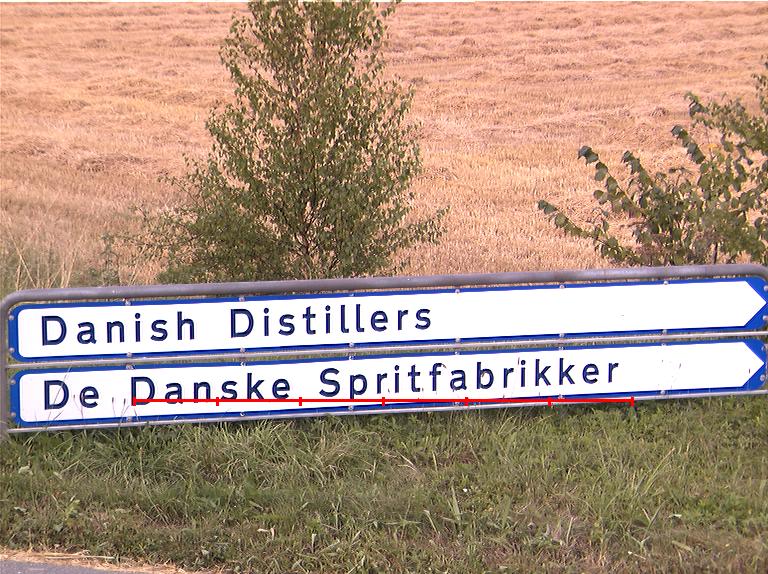 Danish Distillers
De Danske Spritfabrikker